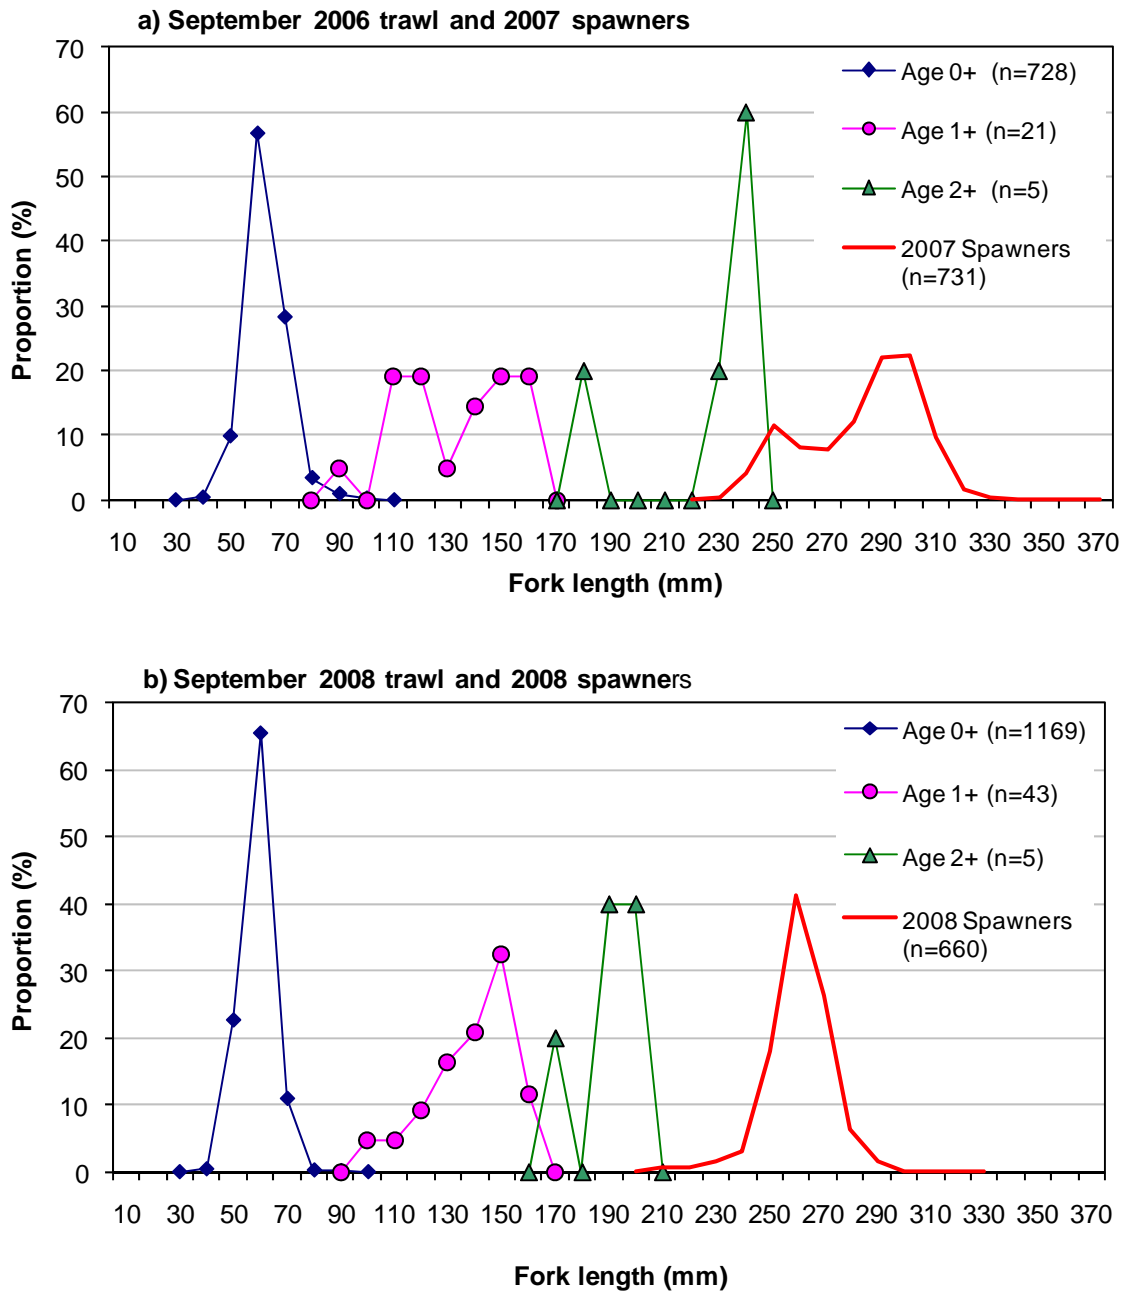 a) September 2006 trawl and 2007 spawners
70
60
50
40
30
20
10
0
Proportion (%)
Age 0+ (n=728)
Age 1+ (n=21)
Age 2+ (n=5)
2007 Spawners
(n=731)
10 30 50 70 90 110 130 150 170 190 210 230 250 270 290 310 330 350 370
Fork length (mm)
b) September 2008 trawl and 2008 spawners
70
60
50
40
30
20
10
0
Proportion (%)
Age 0+ (n=1169)
Age 1+ (n=43)
Age 2+ (n=5)
2008 Spawners
(n=660)
10 30 50 70 90 110 130 150 170 190 210 230 250 270 290 310 330 350 370
Fork length (mm)